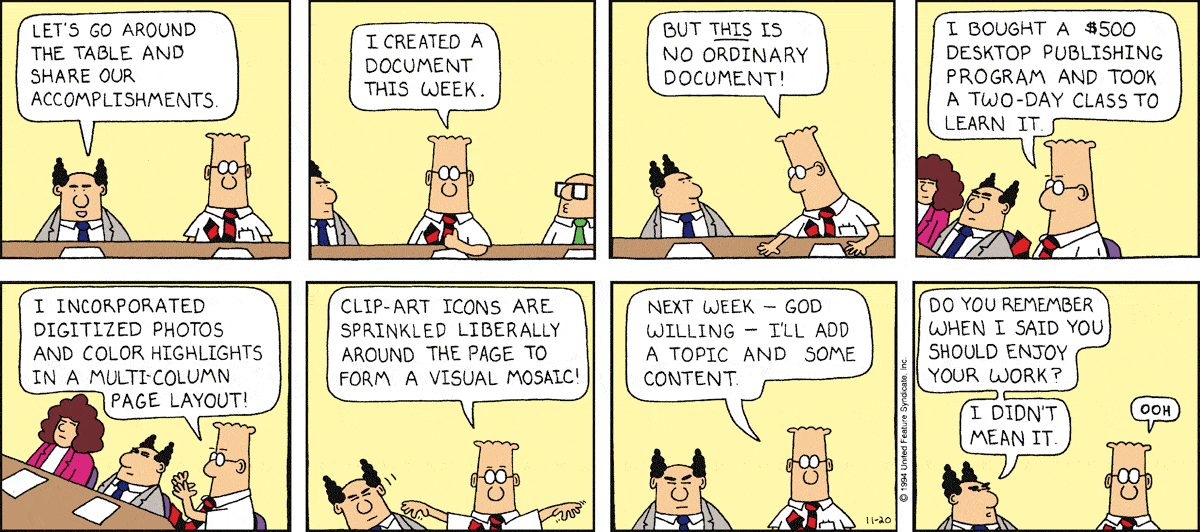 LET'S GO AROUND
THE TABLE AND
SHARE OUR
ACCOMPLISHMENTS.
I CREATED A
DOCUMENT
THIS WEEK.
BUT THIS IS
NO ORDINARY
DOCUMENT!
I BOUGHT A $500
DESKTOP PUBLISHING
PROGRAM AND TOOK
A TWO-DAY CLASS TO
LEARN IT.
I INCORPORATED
DIGITIZED PHOTOS
AND COLOR HIGHLIGHTS
IN A MULTI-COLUMN
PAGE LAYOUT!
CLIP-ART ICONS ARE
SPRINKLED LIBERALLY
AROUND THE PAGE TO
FORM A VISUAL MOSAIC!
NEXT WEEK — GOD
WILLING — I'LL ADD
A TOPIC AND SOME
CONTENT.
11-20
© 1994 United Feature Syndicate, Inc.
DO YOU REMEMBER
WHEN I SAID YOU
SHOULD ENJOY
YOUR WORK?
I DIDN'T
MEAN IT.
OOH